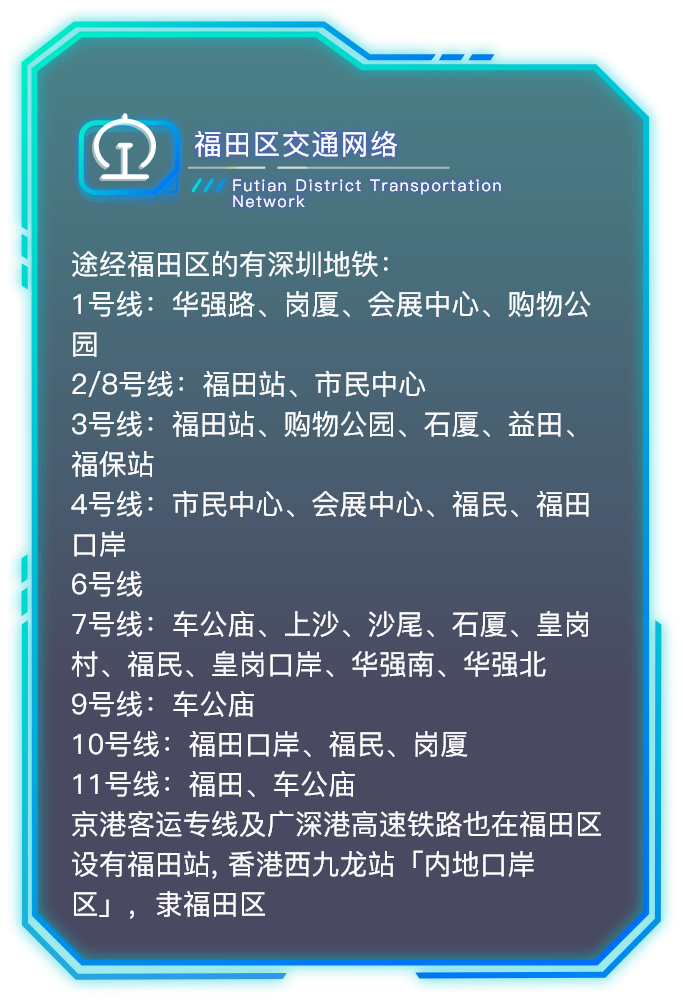 福田区交通网络
Futian District Transportation
Network
途经福田区的有深圳地铁：
1号线：华强路、岗厦、会展中心、购物公
园
2/8号线：福田站、市民中心
3号线：福田站、购物公园、石厦、益田、
福保站
4号线：市民中心、会展中心、福民、福田
口岸
6号线
7号线：车公庙、上沙、沙尾、石厦、皇岗
村、福民、皇岗口岸、华强南、华强北
9号线：车公庙
10号线：福田口岸、福民、岗厦
11号线：福田、车公庙
京港客运专线及广深港高速铁路也在福田区
设有福田站, 香港西九龙站「内地口岸
区」，隶福田区